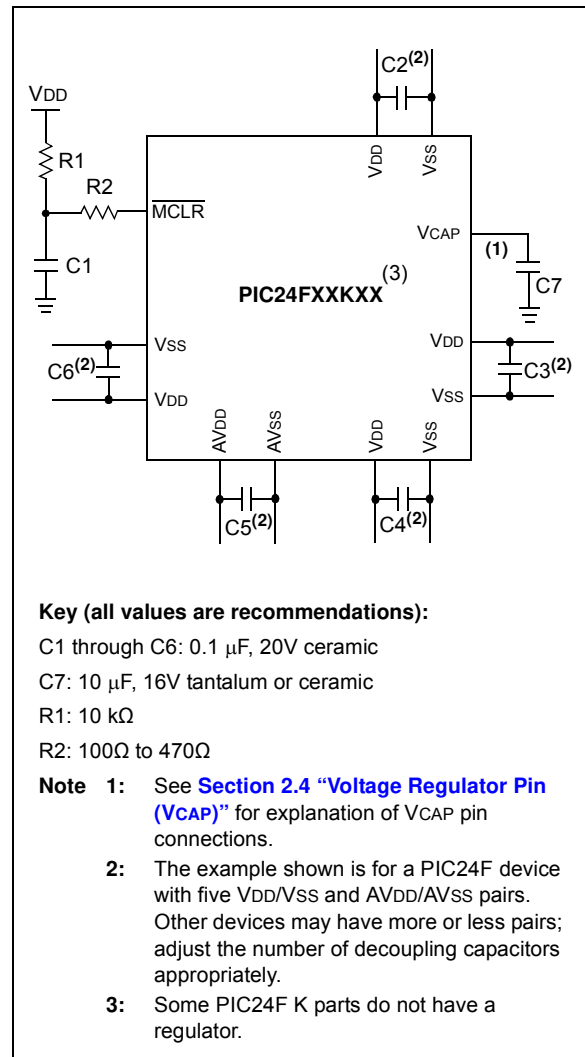 C2(2)
VDD
VDD
VSS
R1
R2
MCLR
VCAP
(1)
C1
C7
PIC24FXXKXX(3)
VSS
VDD
C6(2)
C3(2)
VDD
VSS
AVDD
AVSS
VDD
VSS
C5(2)
C4(2)
Key (all values are recommendations):
C1 through C6: 0.1 μF, 20V ceramic
C7: 10 μF, 16V tantalum or ceramic
R1: 10 kΩ
R2: 100Ω to 470Ω
Note 1: See Section 2.4 “Voltage Regulator Pin
(VCAP)” for explanation of VCAP pin
connections.
2: The example shown is for a PIC24F device
with five VDD/VSS and AVDD/AVSS pairs.
Other devices may have more or less pairs;
adjust the number of decoupling capacitors
appropriately.
3: Some PIC24F K parts do not have a
regulator.